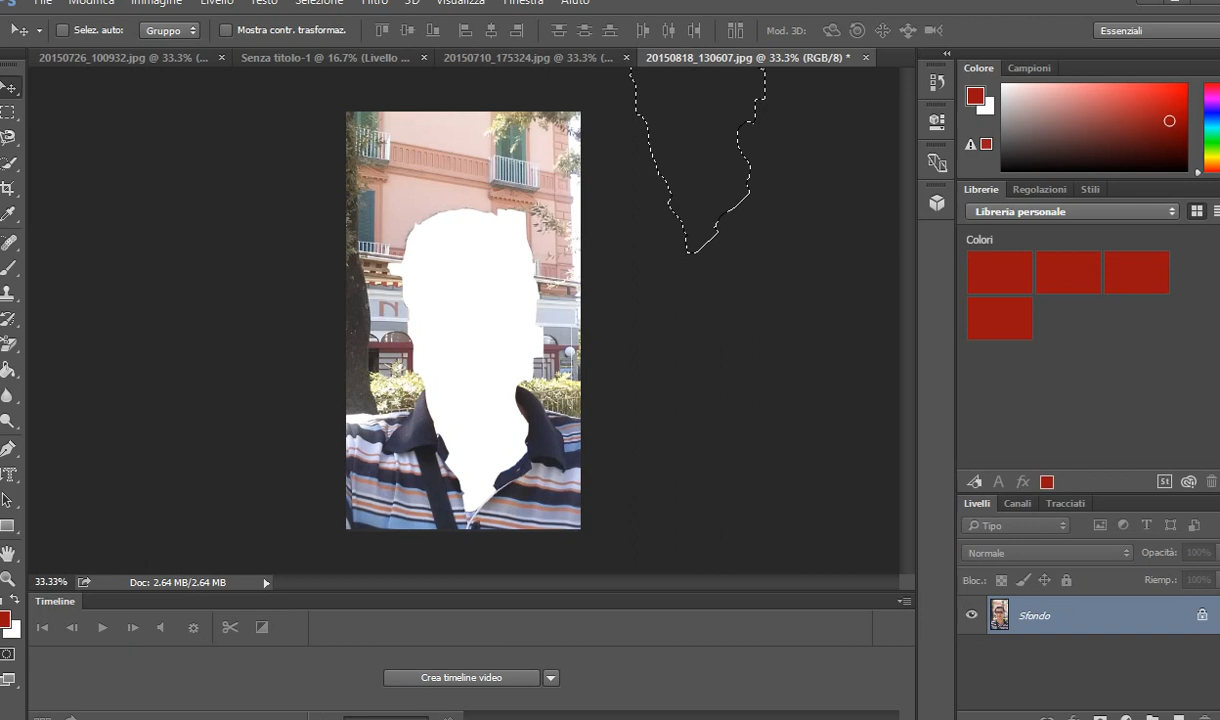 File Modifica Immagine Livello Testo Selezione Filtro 3D Visualizza Finestra Aiuto
Selez. autom: Gruppo Mostra contr. trasformaz. Mod. 3D: Essenziali
20150726_100932.jpg @ 33.3% (... × Senza titolo-1 @ 16.7% (Livello ... × 20150710_175324.jpg @ 33.3% (... × 20150818_130607.jpg @ 33.3% (RGB/8) * ×
Colore Campioni
Librerie Regolazioni Stili
Libreria personale
Colori
St
Livelli Canali Tracciati
Tipo
Normale Opacità: 100%
Bloc.: Riemp.: 100%
Sfondo
33.33% Doc: 2.64 MB/2.64 MB
Timeline
Crea timeline video